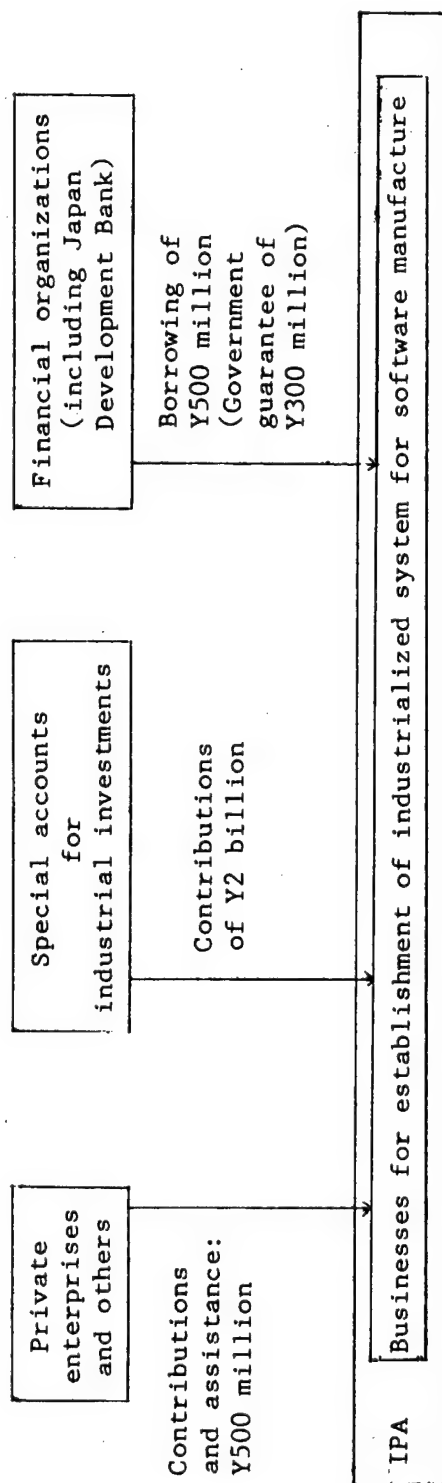 Private
enterprises
and others
Contributions
and assistance:
Y500 million
Special accounts
for
industrial investments
Contributions
of Y2 billion
Financial organizations
(including Japan
Development Bank)
Borrowing of
Y500 million
(Government
guarantee of
Y300 million)
IPA
Businesses for establishment of industrialized system for software manufacture